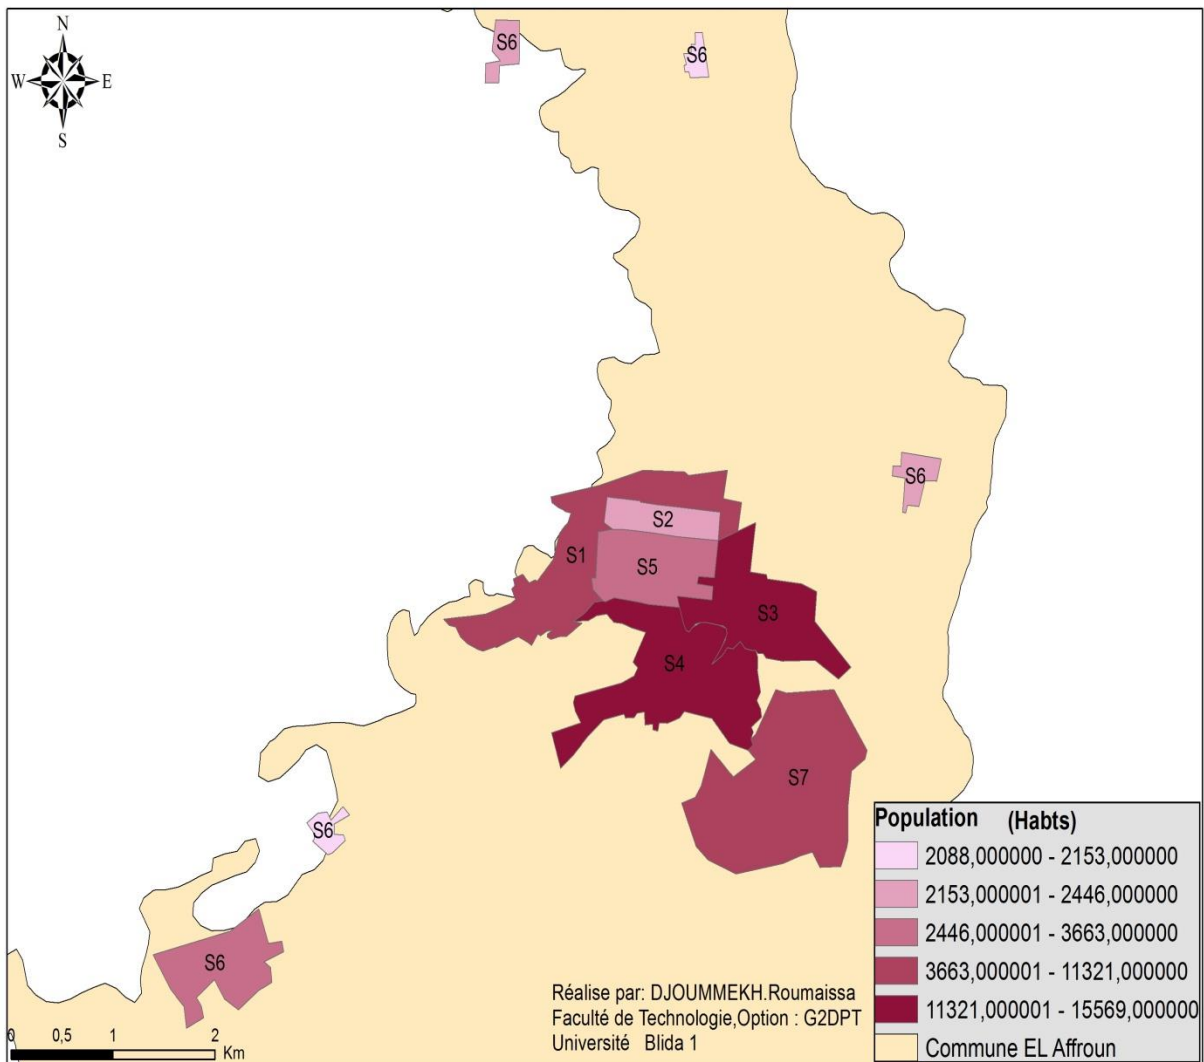 N
W E
S
S6
S6
S6
S2
S1
S5
S3
S4
S7
S6
S6
Population (Habts)
2088,000000 - 2153,000000
2153,000001 - 2446,000000
2446,000001 - 3663,000000
3663,000001 - 11321,000000
11321,000001 - 15569,000000
Commune EL Affroun
Réalise par: DJOUMMEKH.Roumaissa
Faculté de Technologie,Option : G2DPT
Université Blida 1
0 0,5 1 2
Km